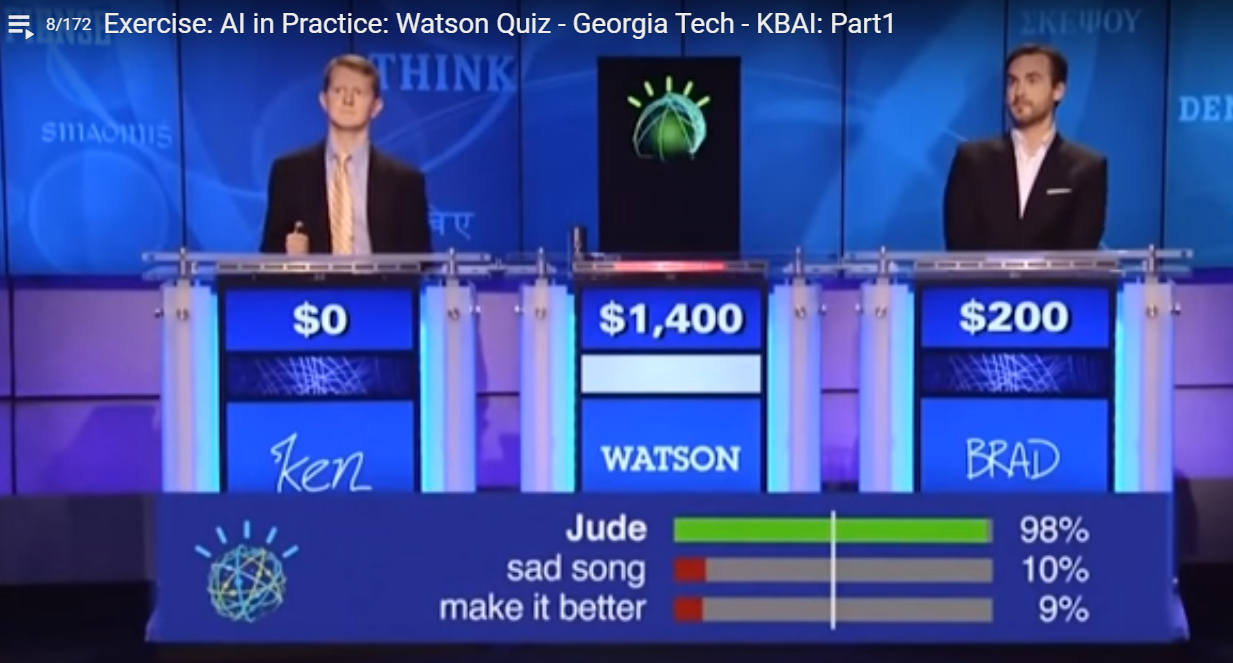 8/172 Exercise: AI in Practice: Watson Quiz - Georgia Tech - KBAI: Part1
ΣΚΕΨΟΥ
THINK
$0
$1,400
$200
ken
WATSON
BRAD
Jude 98%
sad song 10%
make it better 9%